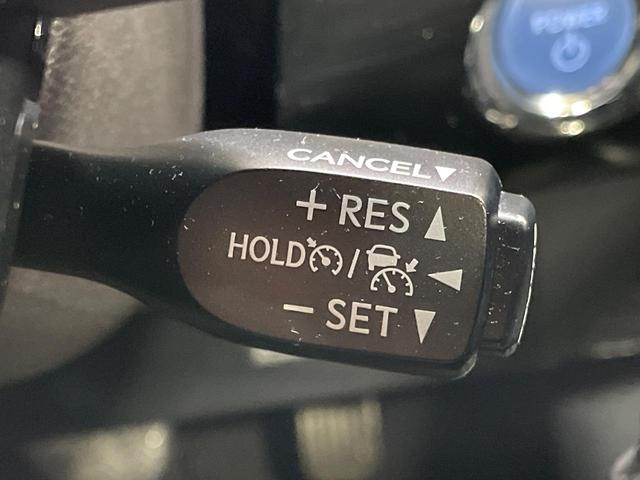 POWER
CANCEL▼
+ RES ▲
HOLD / ◀
− SET ▼